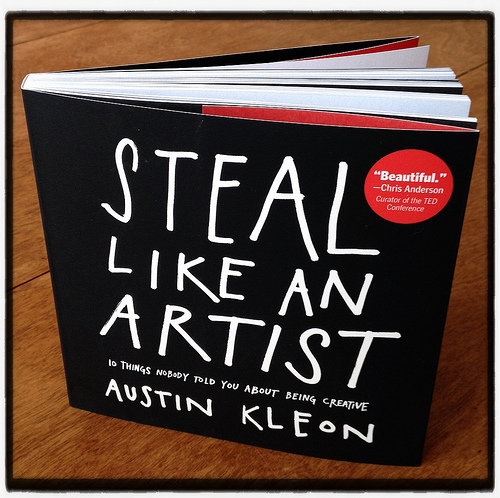 STEAL
LIKE AN
ARTIST
10 THINGS NOBODY TOLD YOU ABOUT BEING CREATIVE
AUSTIN KLEON
“Beautiful.”
—Chris Anderson
Curator of the TED
Conference